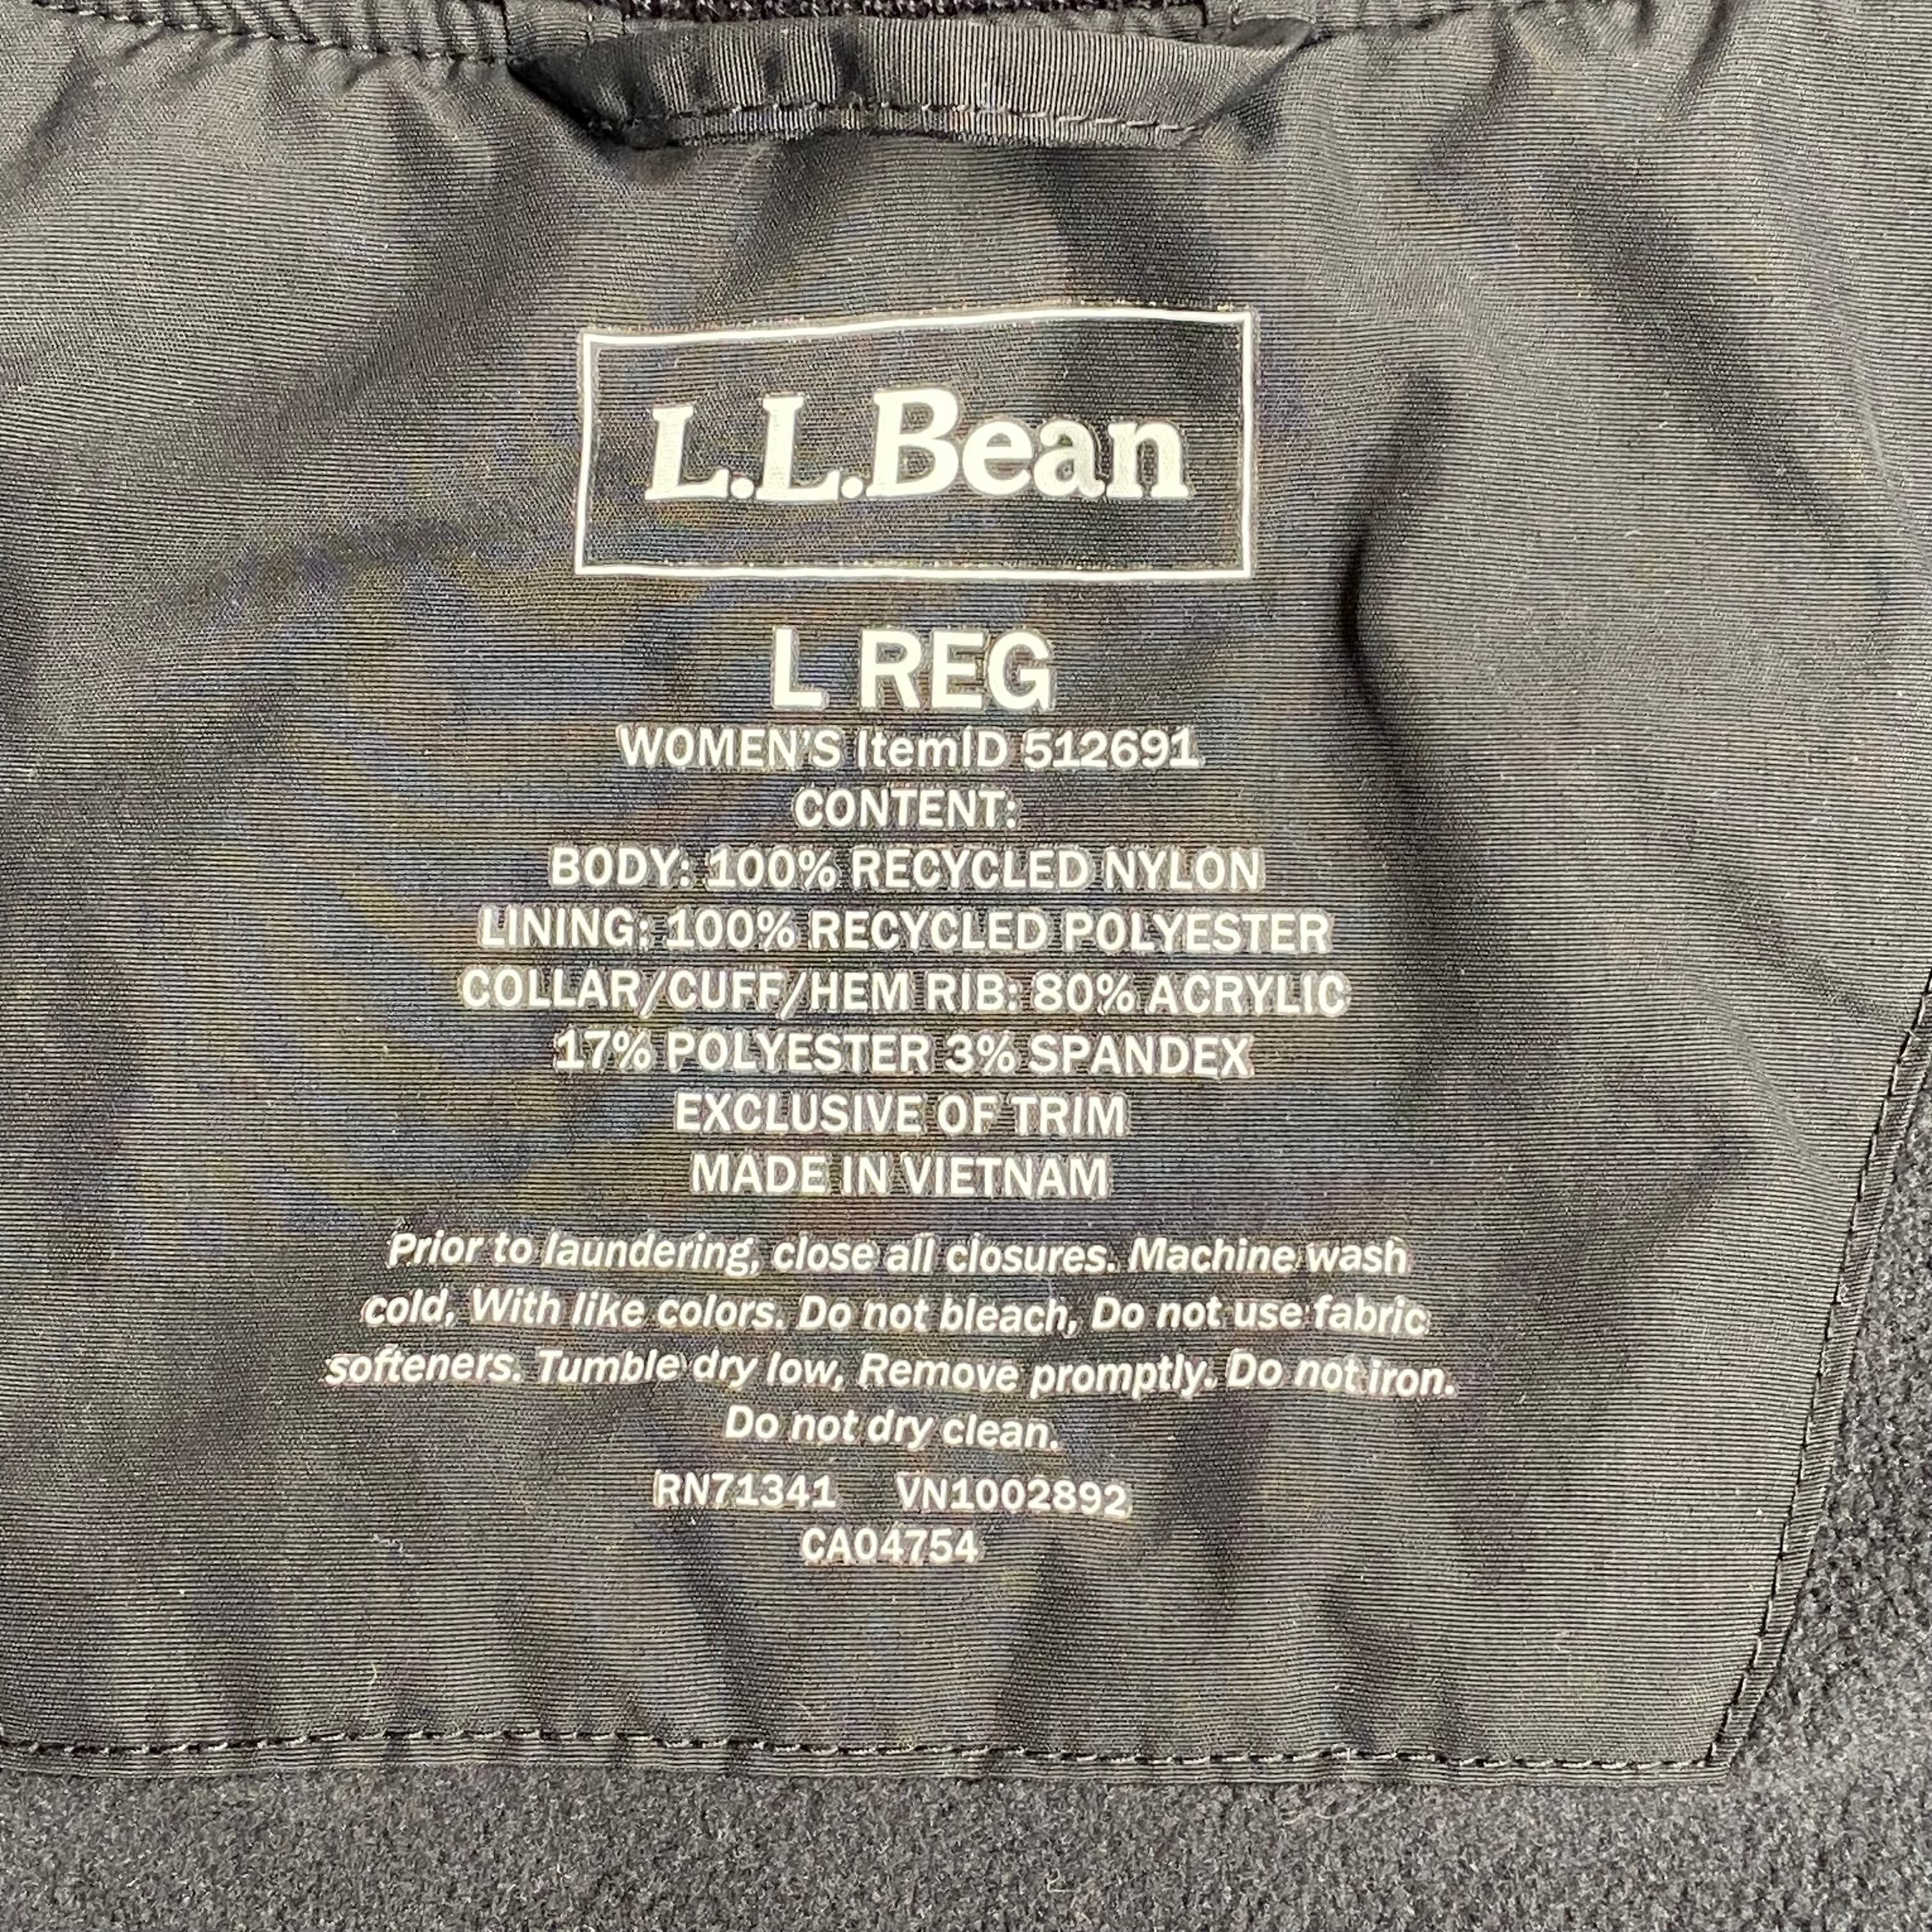 L.L.Bean
L REG
WOMEN'S ItemID 512691
CONTENT:
BODY: 100% RECYCLED NYLON
LINING: 100% RECYCLED POLYESTER
COLLAR/CUFF/HEM RIB: 80% ACRYLIC
17% POLYESTER 3% SPANDEX
EXCLUSIVE OF TRIM
MADE IN VIETNAM
Prior to laundering, close all closures. Machine wash
cold, With like colors. Do not bleach, Do not use fabric
softeners. Tumble dry low, Remove promptly. Do not iron.
Do not dry clean.
RN71341 VN1002892
CA04754